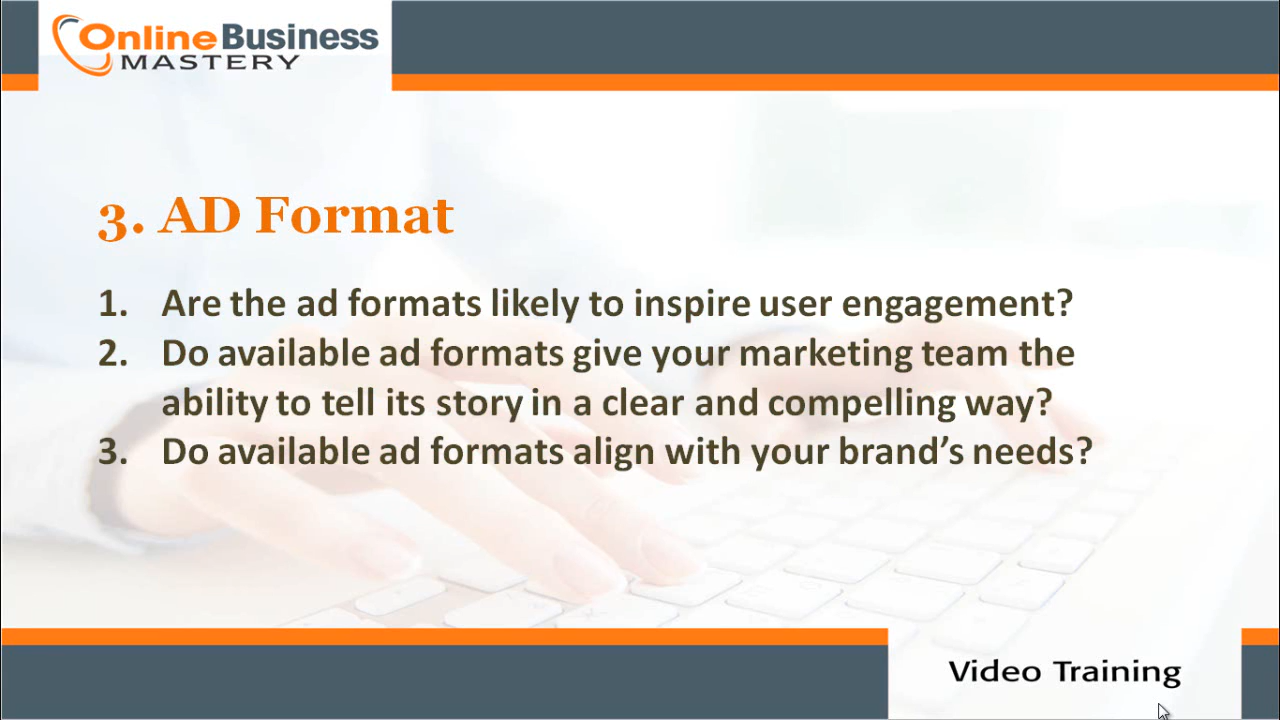 Online Business
MASTERY
3. AD Format
1. Are the ad formats likely to inspire user engagement?
2. Do available ad formats give your marketing team the
ability to tell its story in a clear and compelling way?
3. Do available ad formats align with your brand’s needs?
Video Training